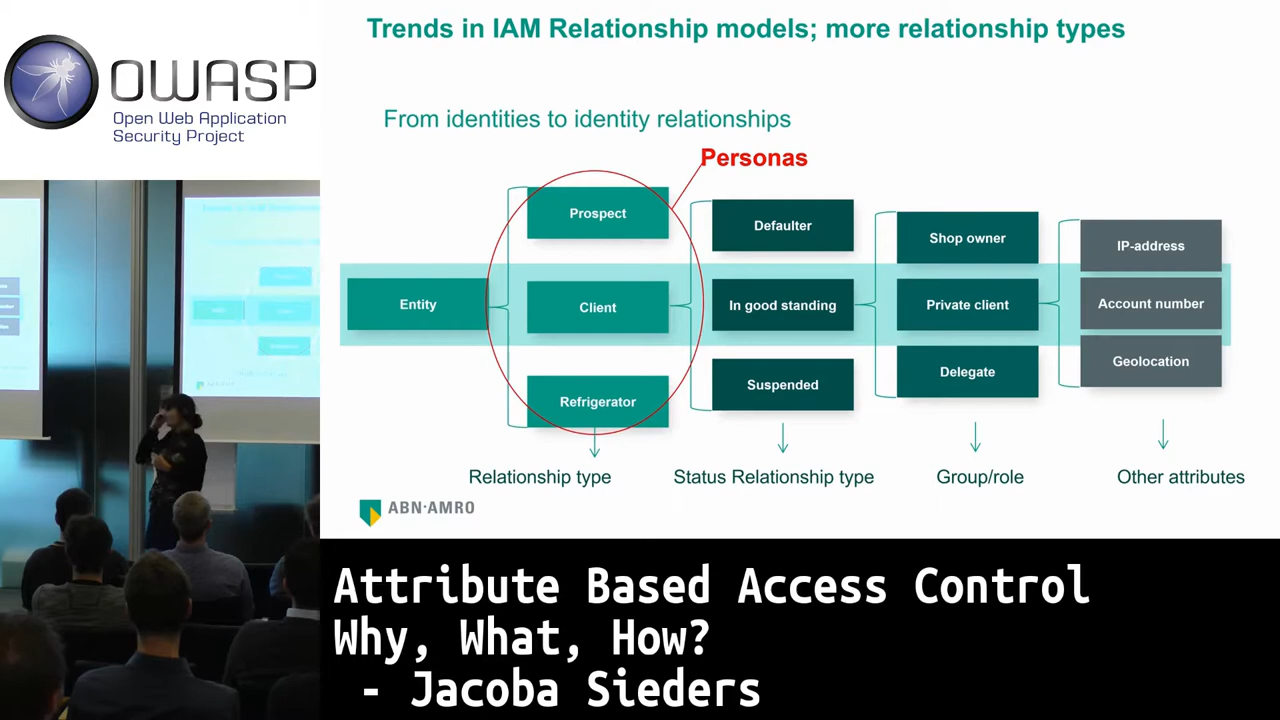 OWASP
Open Web Application
Security Project
Trends in IAM Relationship models; more relationship types
From identities to identity relationships
Personas
Entity
Prospect
Client
Refrigerator
Defaulter
In good standing
Suspended
Shop owner
Private client
Delegate
IP-address
Account number
Geolocation
Relationship type
Status Relationship type
Group/role
Other attributes
ABN·AMRO
Attribute Based Access Control
Why, What, How?
- Jacoba Sieders